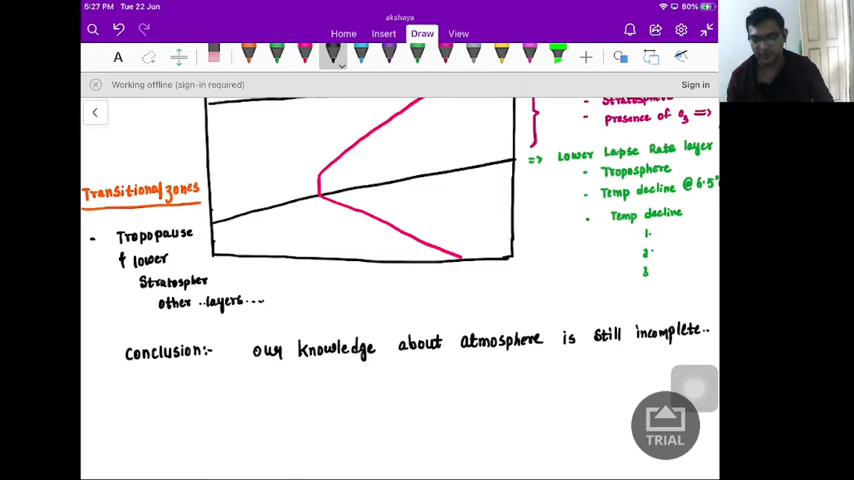 5:27 PM Tue 22 Jun
80%
akshaya
Home Insert Draw View
Working offline (sign-in required)
Sign in
- Stratosphere
- Presence of O3 =>
=> Lower Lapse Rate layer
- Troposphere
- Temp decline @ 6.5°
- Temp decline
1.
2.
3
Transitional zones
- Tropopause
& lower
Stratospher
other ..layers....
Conclusion:- our knowledge about atmosphere is still incomplete..
TRIAL